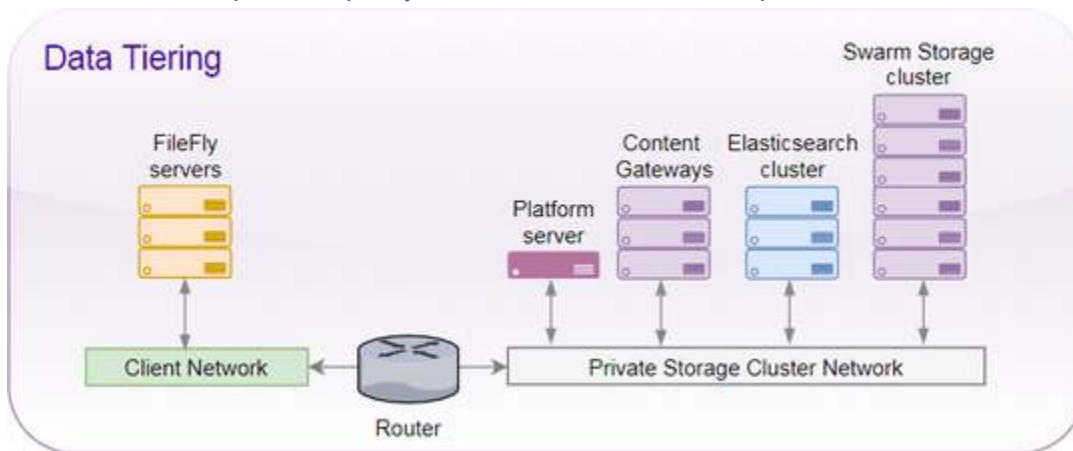 Data Tiering
Swarm Storage
cluster
FileFly
servers
Content
Gateways
Elasticsearch
cluster
Platform
server
Client Network
Private Storage Cluster Network
Router